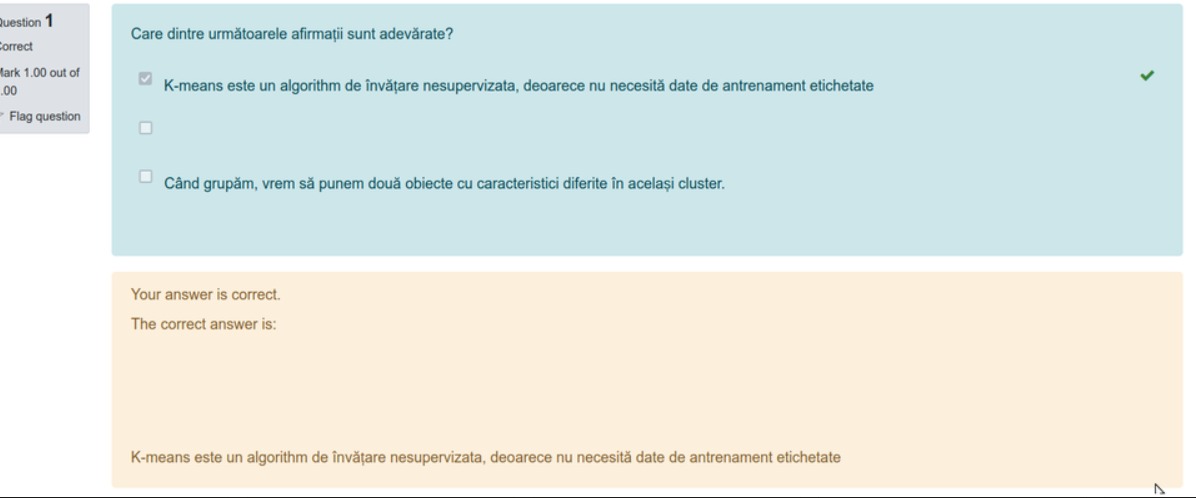 Question 1
Correct
Mark 1.00 out of
.00
Flag question
Care dintre următoarele afirmații sunt adevărate?
K-means este un algorithm de învățare nesupervizata, deoarece nu necesită date de antrenament etichetate
Când grupăm, vrem să punem două obiecte cu caracteristici diferite în același cluster.
Your answer is correct.
The correct answer is:
K-means este un algorithm de învățare nesupervizata, deoarece nu necesită date de antrenament etichetate